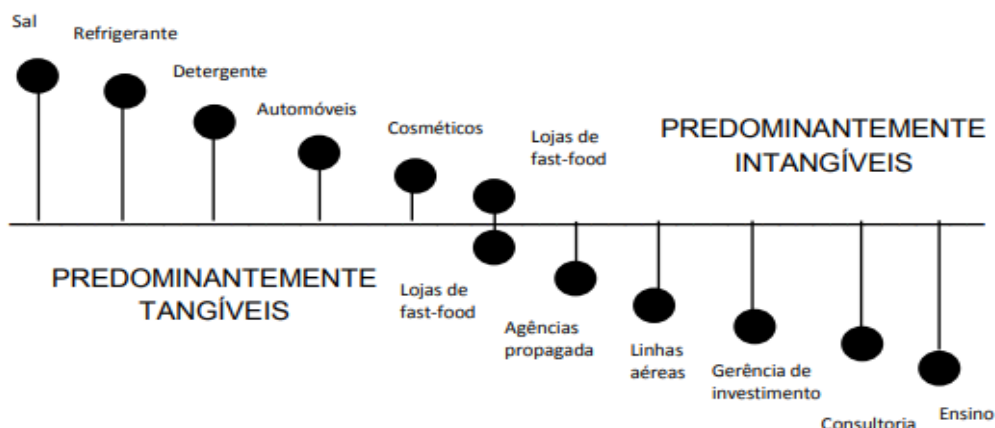 Sal
Refrigerante
Detergente
Automóveis
Cosméticos
Lojas de
fast-food
PREDOMINANTEMENTE
INTANGÍVEIS
PREDOMINANTEMENTE
TANGÍVEIS
Lojas de
fast-food
Agências
propagada
Linhas
aéreas
Gerência de
investimento
Consultoria
Ensino